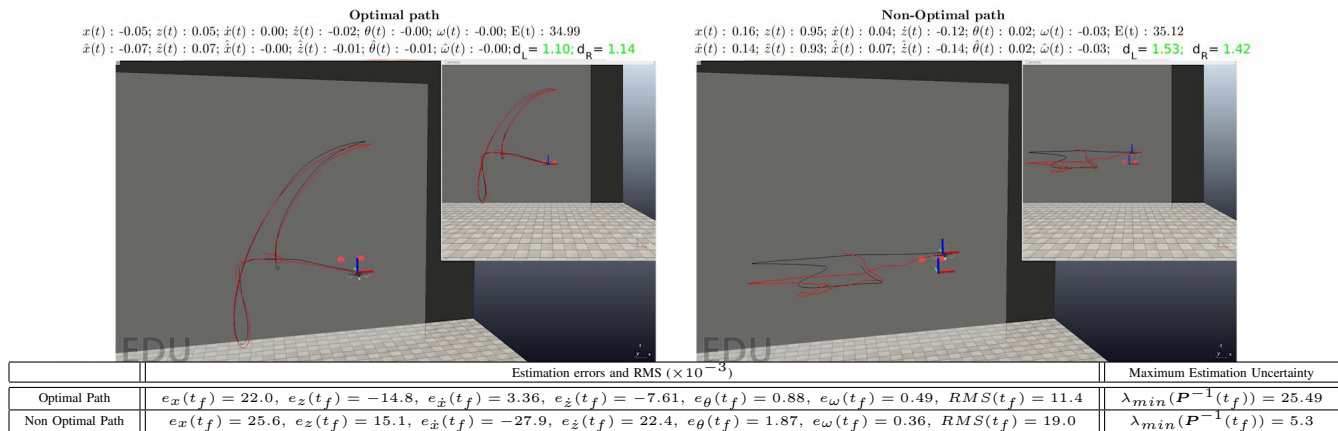 Optimal path
x(t) : -0.05; z(t) : 0.05; ẋ(t) : 0.00; ż(t) : -0.02; θ(t) : -0.00; ω(t) : -0.00; E(t) : 34.99
x̂(t) : -0.07; ẑ(t) : 0.07; ẋ̂(t) : -0.00; ż̂(t) : -0.01; θ̂(t) : -0.01; ω̂(t) : -0.00; d_L = 1.10; d_R = 1.14
EDU
Non-Optimal path
x(t) : 0.16; z(t) : 0.95; ẋ(t) : 0.04; ż(t) : -0.12; θ(t) : 0.02; ω(t) : -0.03; E(t) : 35.12
x̂(t) : 0.14; ẑ(t) : 0.93; ẋ̂(t) : 0.07; ż̂(t) : -0.14; θ̂(t) : 0.02; ω̂(t) : -0.03; d_L = 1.53; d_R = 1.42
EDU
Estimation errors and RMS (×10⁻³) Maximum Estimation Uncertainty
Optimal Path e_x(t_f) = 22.0, e_z(t_f) = −14.8, e_ẋ(t_f) = 3.36, e_ż(t_f) = −7.61, e_θ(t_f) = 0.88, e_ω(t_f) = 0.49, RMS(t_f) = 11.4 λ_min(P⁻¹(t_f)) = 25.49
Non Optimal Path e_x(t_f) = 25.6, e_z(t_f) = 15.1, e_ẋ(t_f) = −27.9, e_ż(t_f) = 22.4, e_θ(t_f) = 1.87, e_ω(t_f) = 0.36, RMS(t_f) = 19.0 λ_min(P⁻¹(t_f)) = 5.3